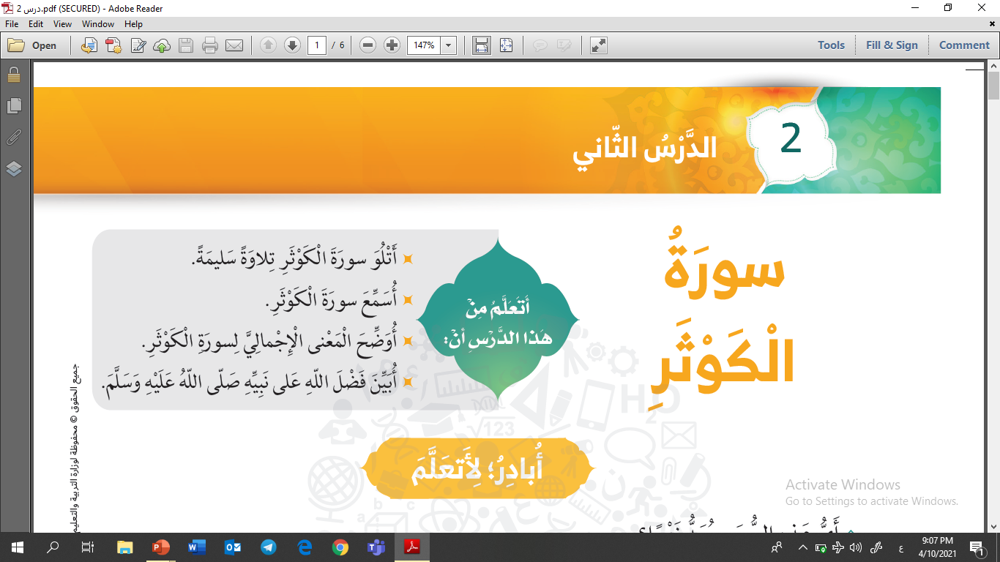 درس 2.pdf (SECURED) - Adobe Reader
File Edit View Window Help
Open 1 / 6 147% Tools Fill & Sign Comment
2
الدَّرْسُ الثّاني
سورَةُ
الْكَوْثَرِ
أَتَعَلَّمُ مِنْ
هَذا الدَّرْسِ أنْ:
أَتْلُوَ سورَةَ الْكَوْثَرِ تِلاوَةً سَليمَةً.
أُسَمِّعَ سورَةَ الْكَوْثَرِ.
أُوَضِّحَ الْمَعْنى الْإِجْمالِيَّ لِسورَةِ الْكَوْثَرِ.
أُبَيِّنَ فَضْلَ اللّهِ عَلى نَبِيِّهِ صَلّى اللّهُ عَلَيْهِ وَسَلَّمَ.
أُبادِرُ؛ لِأَتَعَلَّمَ
جميع الحقوق © محفوظة لوزارة التربية والتعليم
H2O
√123
b c
a
Activate Windows
Go to Settings to activate Windows.
ع
9:07 PM
4/10/2021
1